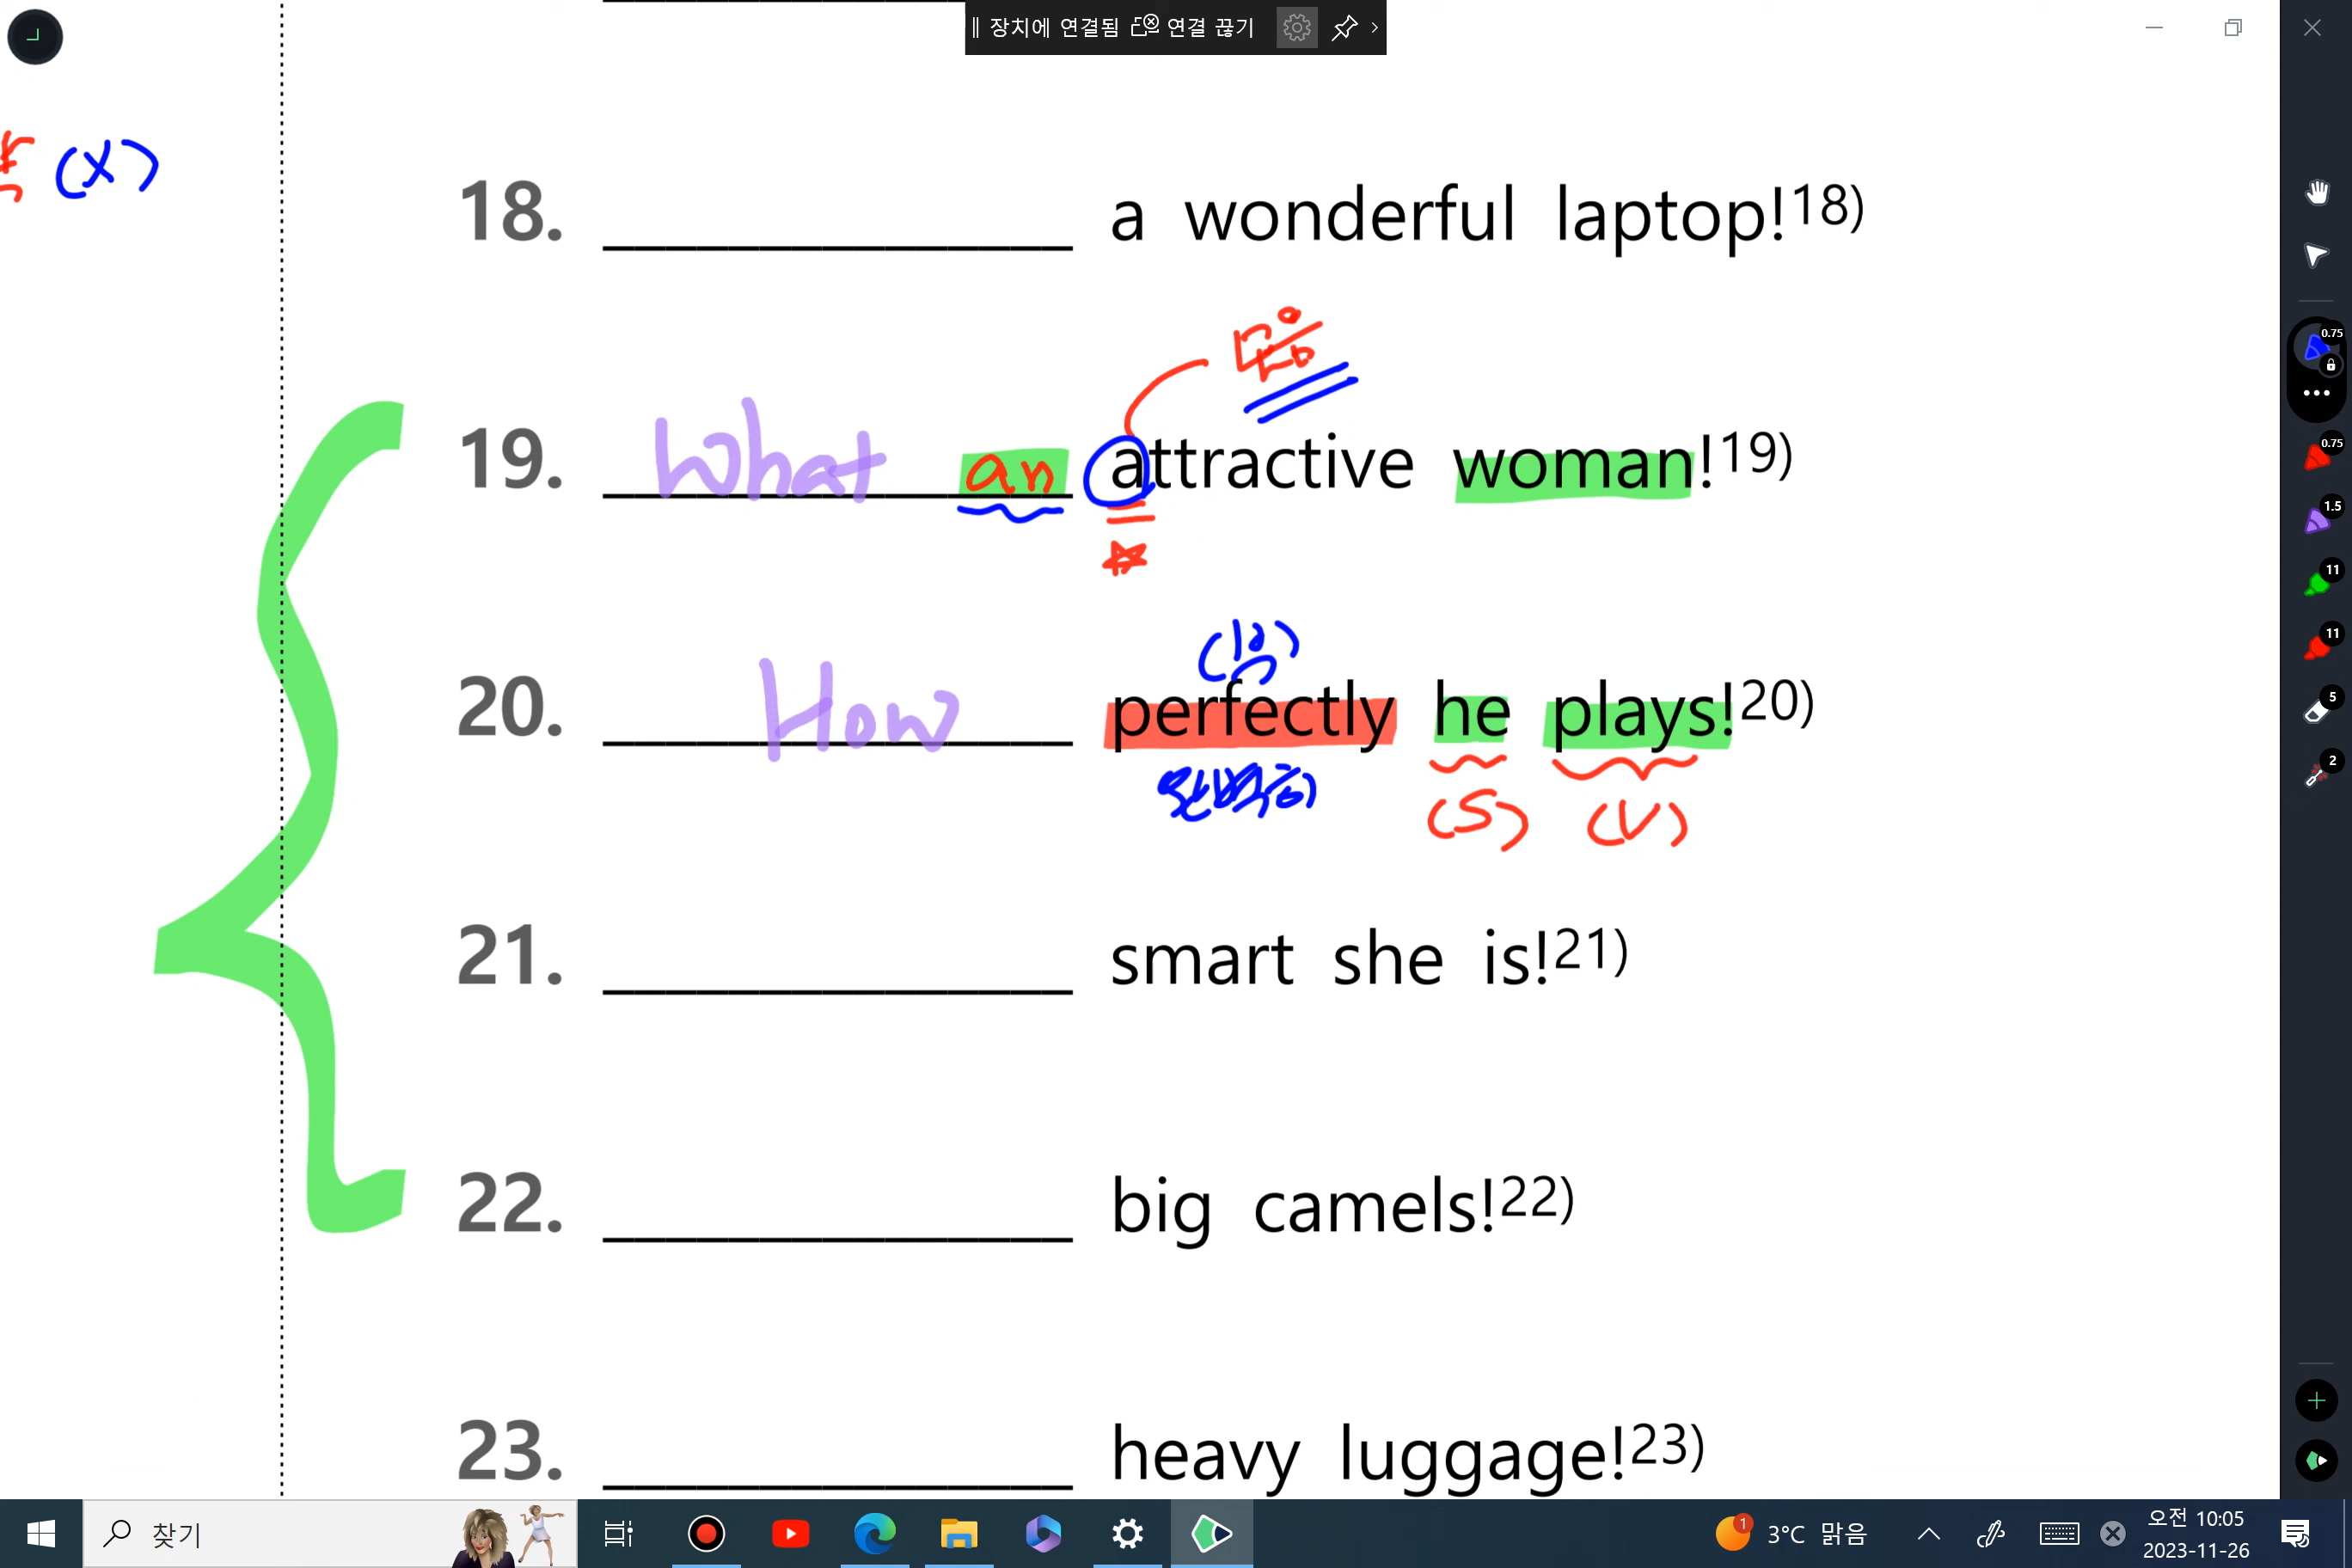 장치에 연결됨 연결 끊기
(X)
18. a wonderful laptop!18)
모음
19. What an attractive woman!19)
20. How perfectly he plays!20)
완벽히 (S) (V)
21. smart she is!21)
22. big camels!22)
23. heavy luggage!23)
0.75
0.75
1.5
11
11
5
2
찾기
1
3°C 맑음
오전 10:05
2023-11-26